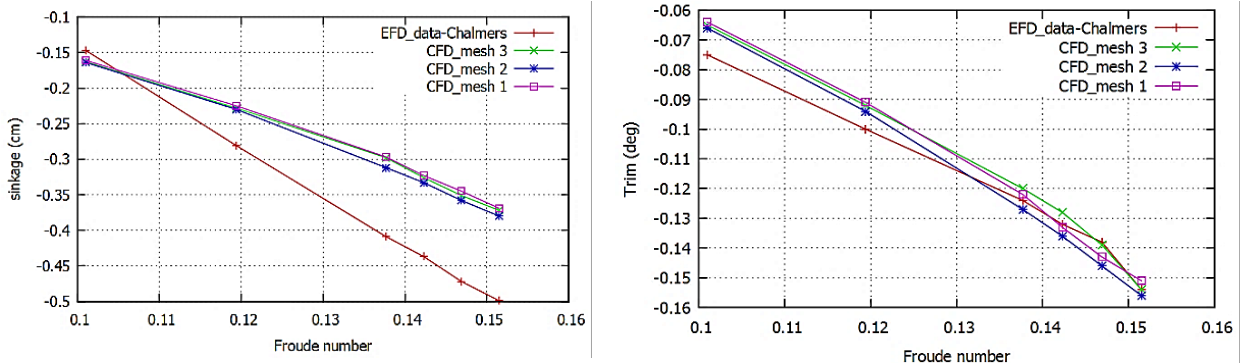 -0.1
-0.15
-0.2
-0.25
-0.3
-0.35
-0.4
-0.45
-0.5
sinkage (cm)
EFD_data-Chalmers
CFD_mesh 3
CFD_mesh 2
CFD_mesh 1
0.1 0.11 0.12 0.13 0.14 0.15 0.16
Froude number
-0.06
-0.07
-0.08
-0.09
-0.1
-0.11
-0.12
-0.13
-0.14
-0.15
-0.16
Trim (deg)
EFD_data-Chalmers
CFD_mesh 3
CFD_mesh 2
CFD_mesh 1
0.1 0.11 0.12 0.13 0.14 0.15 0.16
Froude number